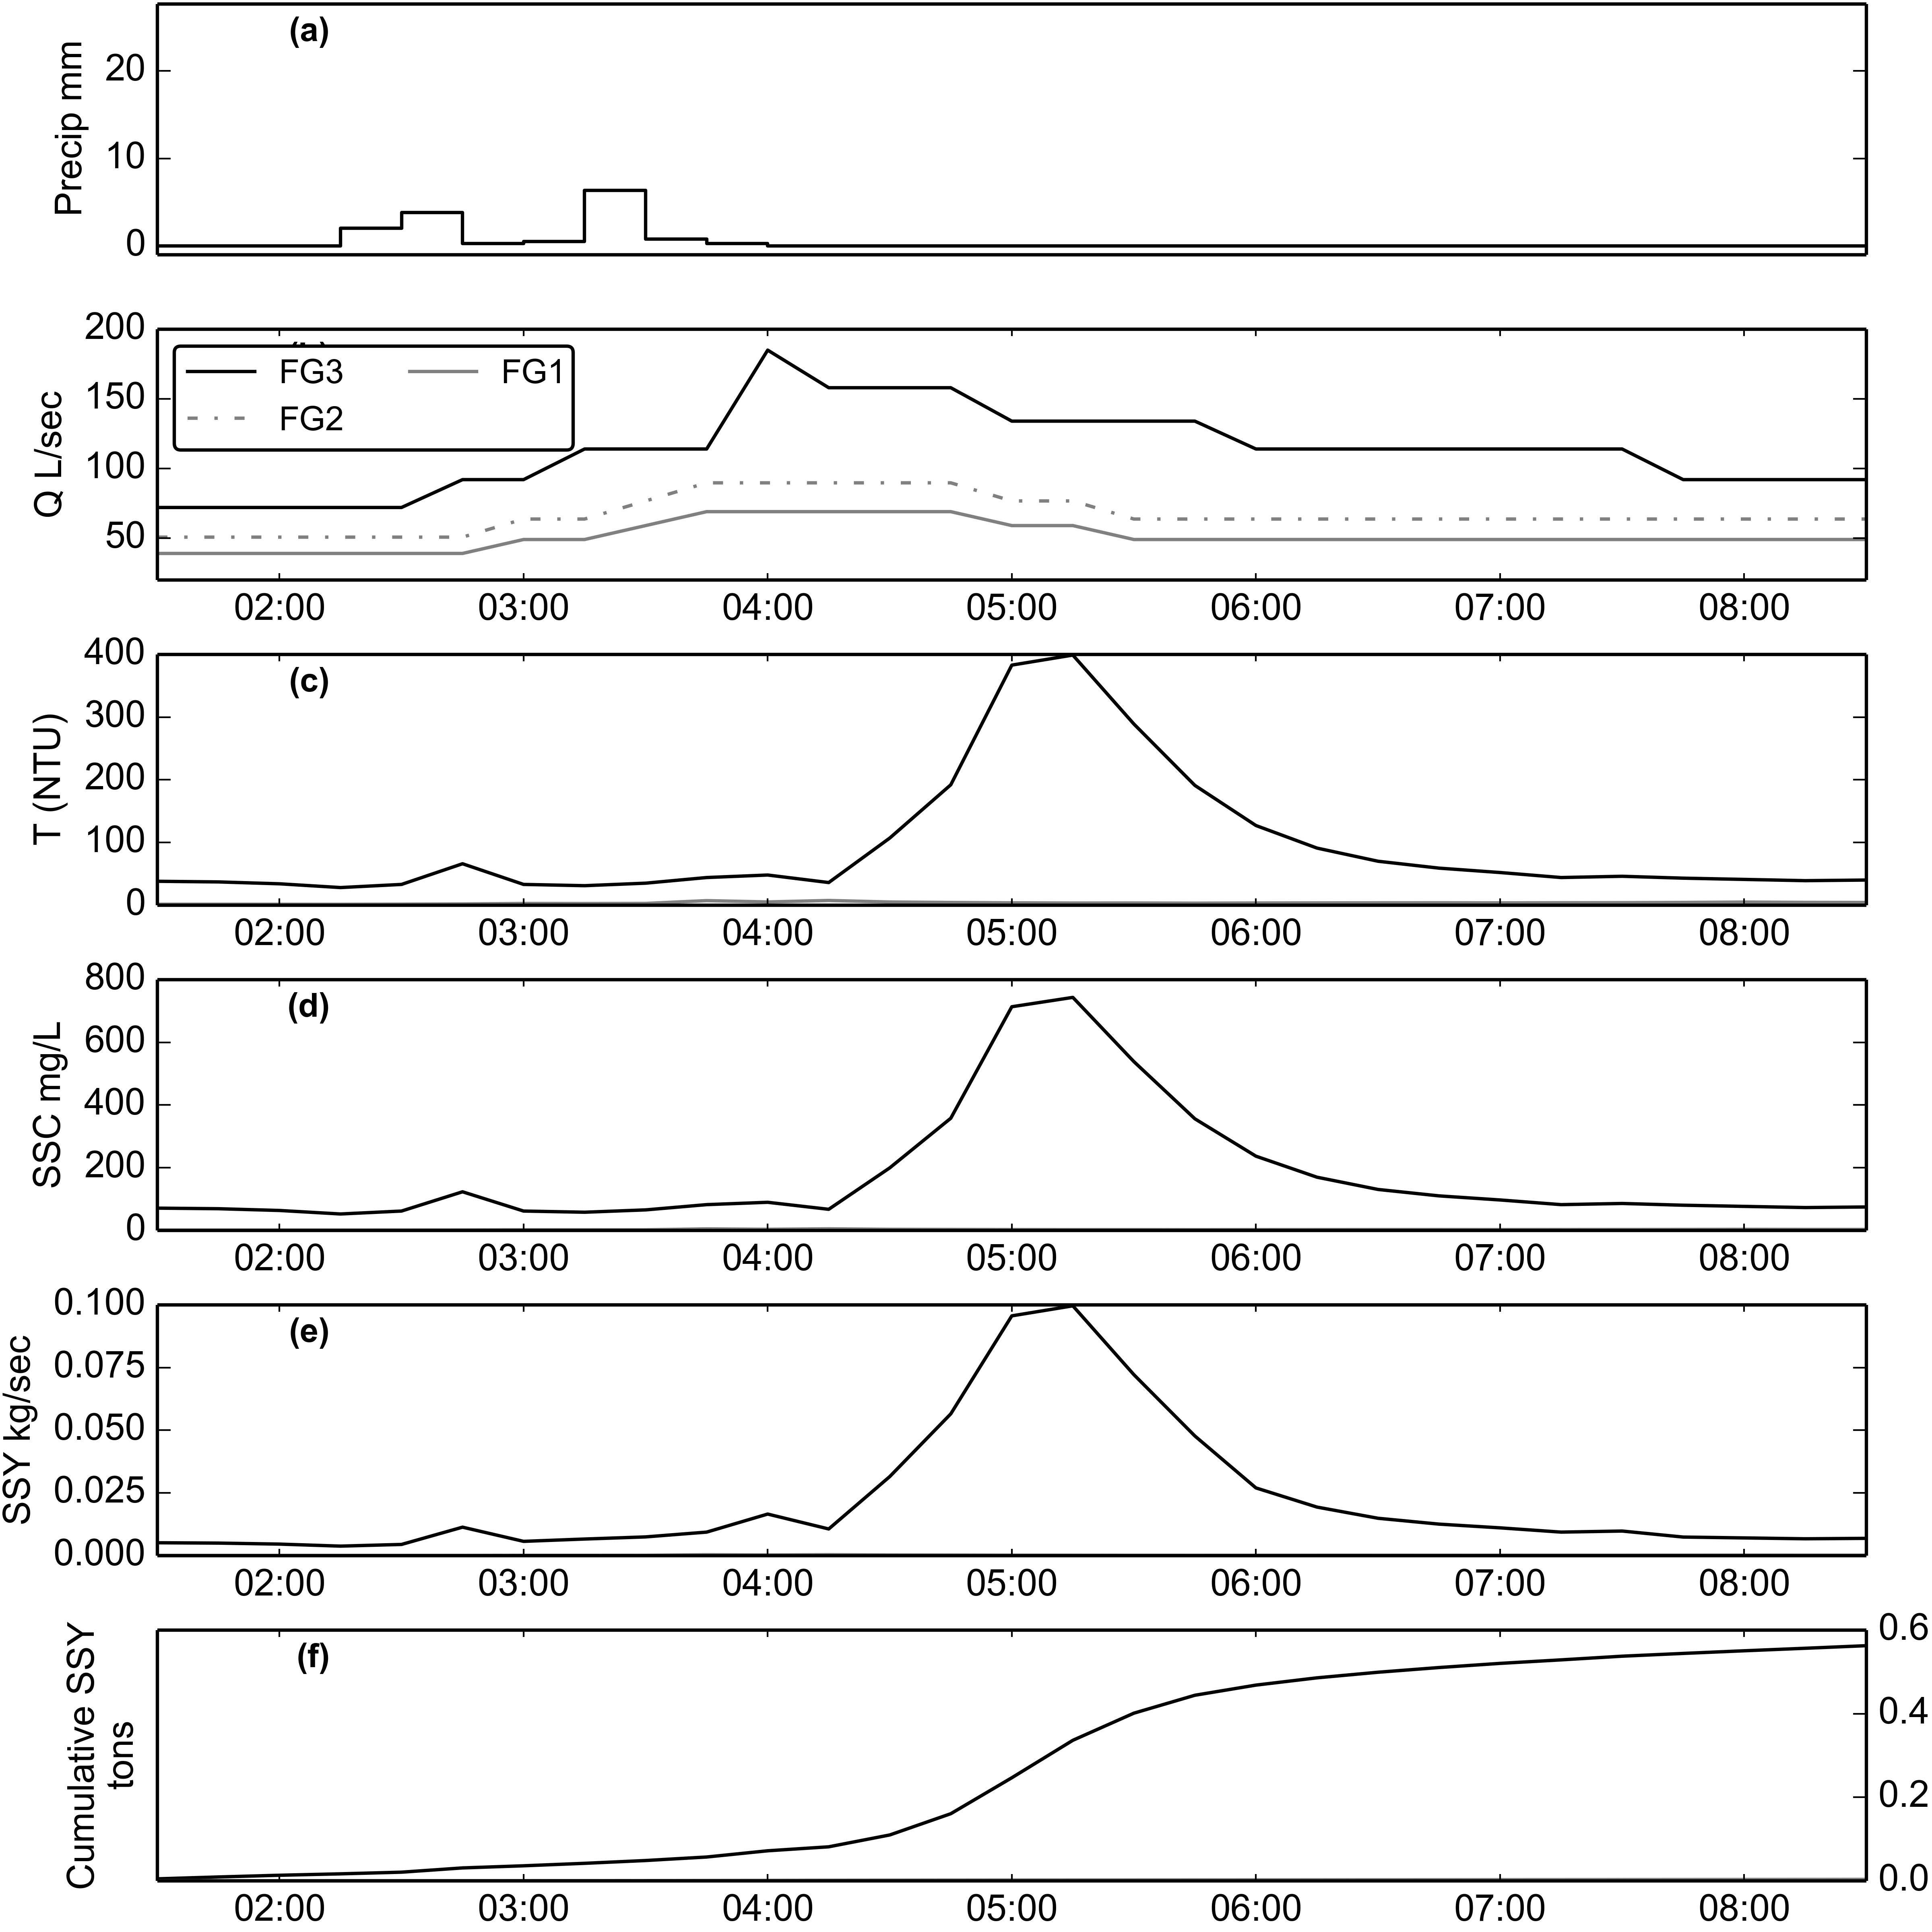 (a)
Precip mm
20
10
0
200
150
100
50
Q L/sec
FG3 FG1
FG2
02:00 03:00 04:00 05:00 06:00 07:00 08:00
(c)
T (NTU)
400
300
200
100
0
02:00 03:00 04:00 05:00 06:00 07:00 08:00
(d)
SSC mg/L
800
600
400
200
0
02:00 03:00 04:00 05:00 06:00 07:00 08:00
(e)
SSY kg/sec
0.100
0.075
0.050
0.025
0.000
02:00 03:00 04:00 05:00 06:00 07:00 08:00
(f)
Cumulative SSY
tons
0.6
0.4
0.2
0.0
02:00 03:00 04:00 05:00 06:00 07:00 08:00